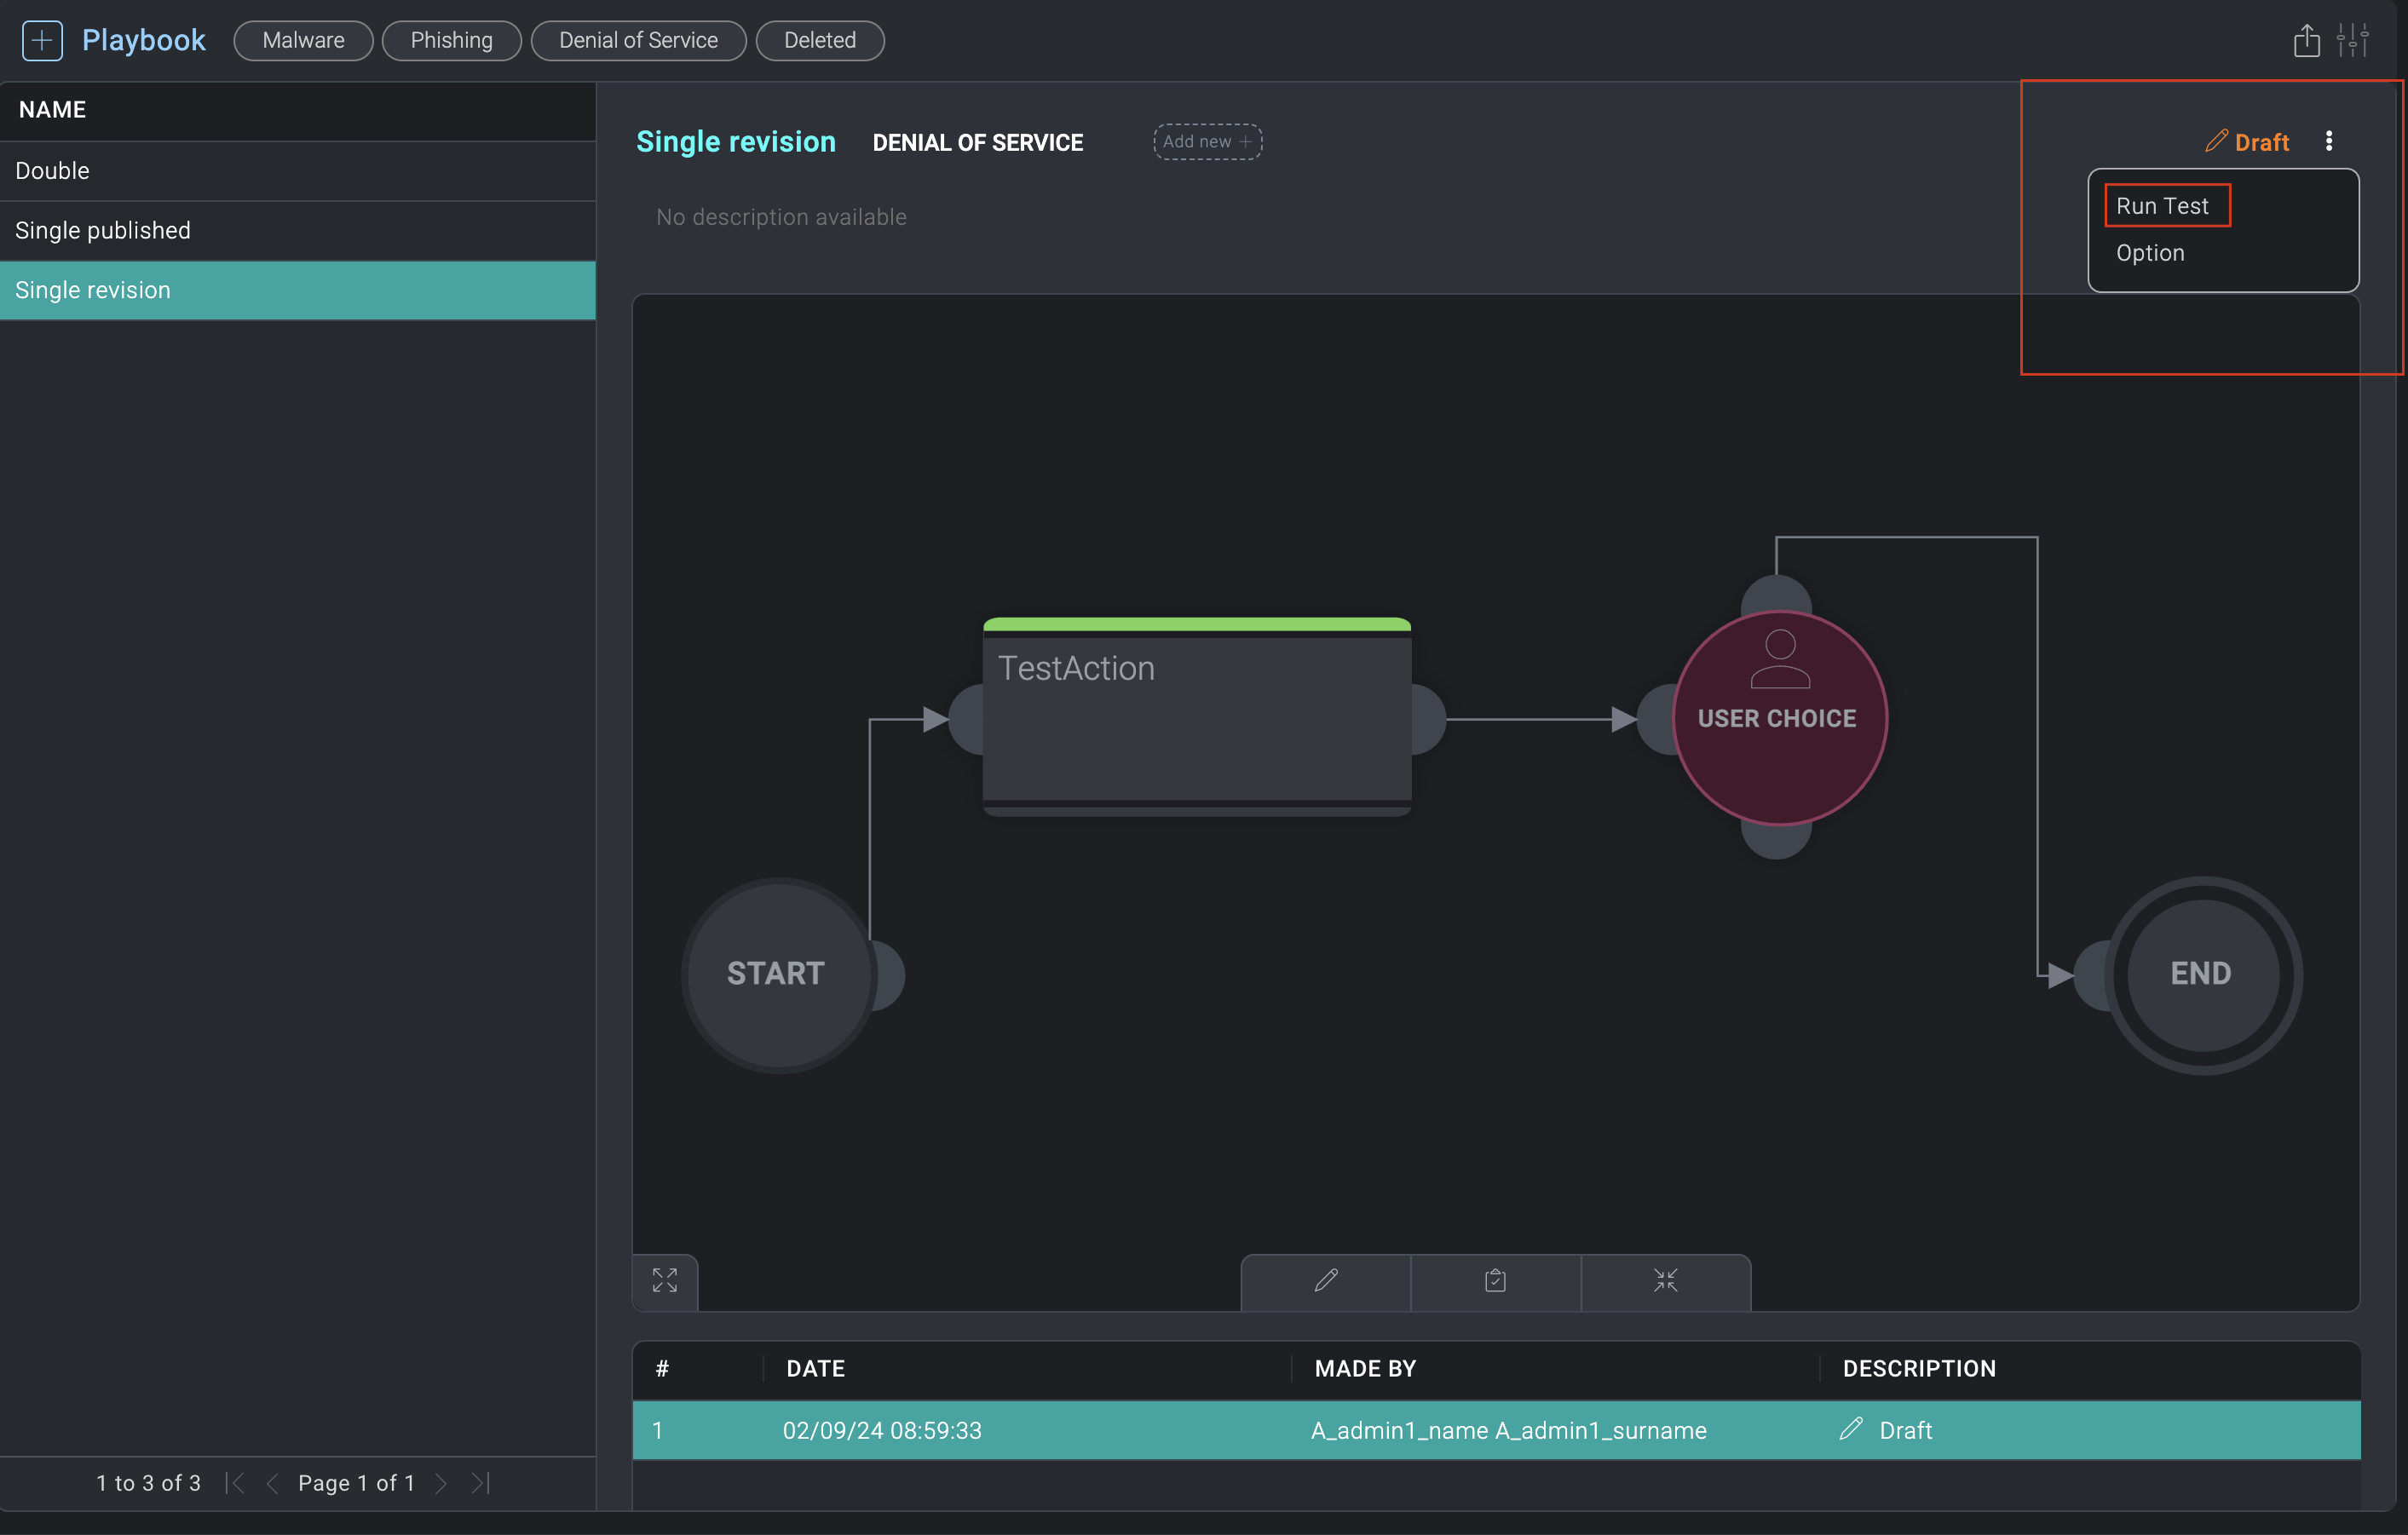 Playbook Malware Phishing Denial of Service Deleted
NAME
Double
Single published
Single revision
1 to 3 of 3 Page 1 of 1
Single revision DENIAL OF SERVICE Add new + Draft
No description available
Run Test
Option
TestAction
USER CHOICE
START
END
# DATE MADE BY DESCRIPTION
1 02/09/24 08:59:33 A_admin1_name A_admin1_surname Draft